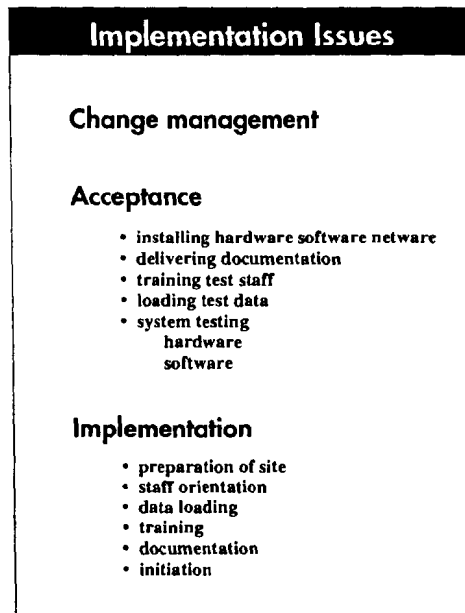 Implementation Issues
Change management
Acceptance
• installing hardware software netware
• delivering documentation
• training test staff
• loading test data
• system testing
hardware
software
Implementation
• preparation of site
• staff orientation
• data loading
• training
• documentation
• initiation